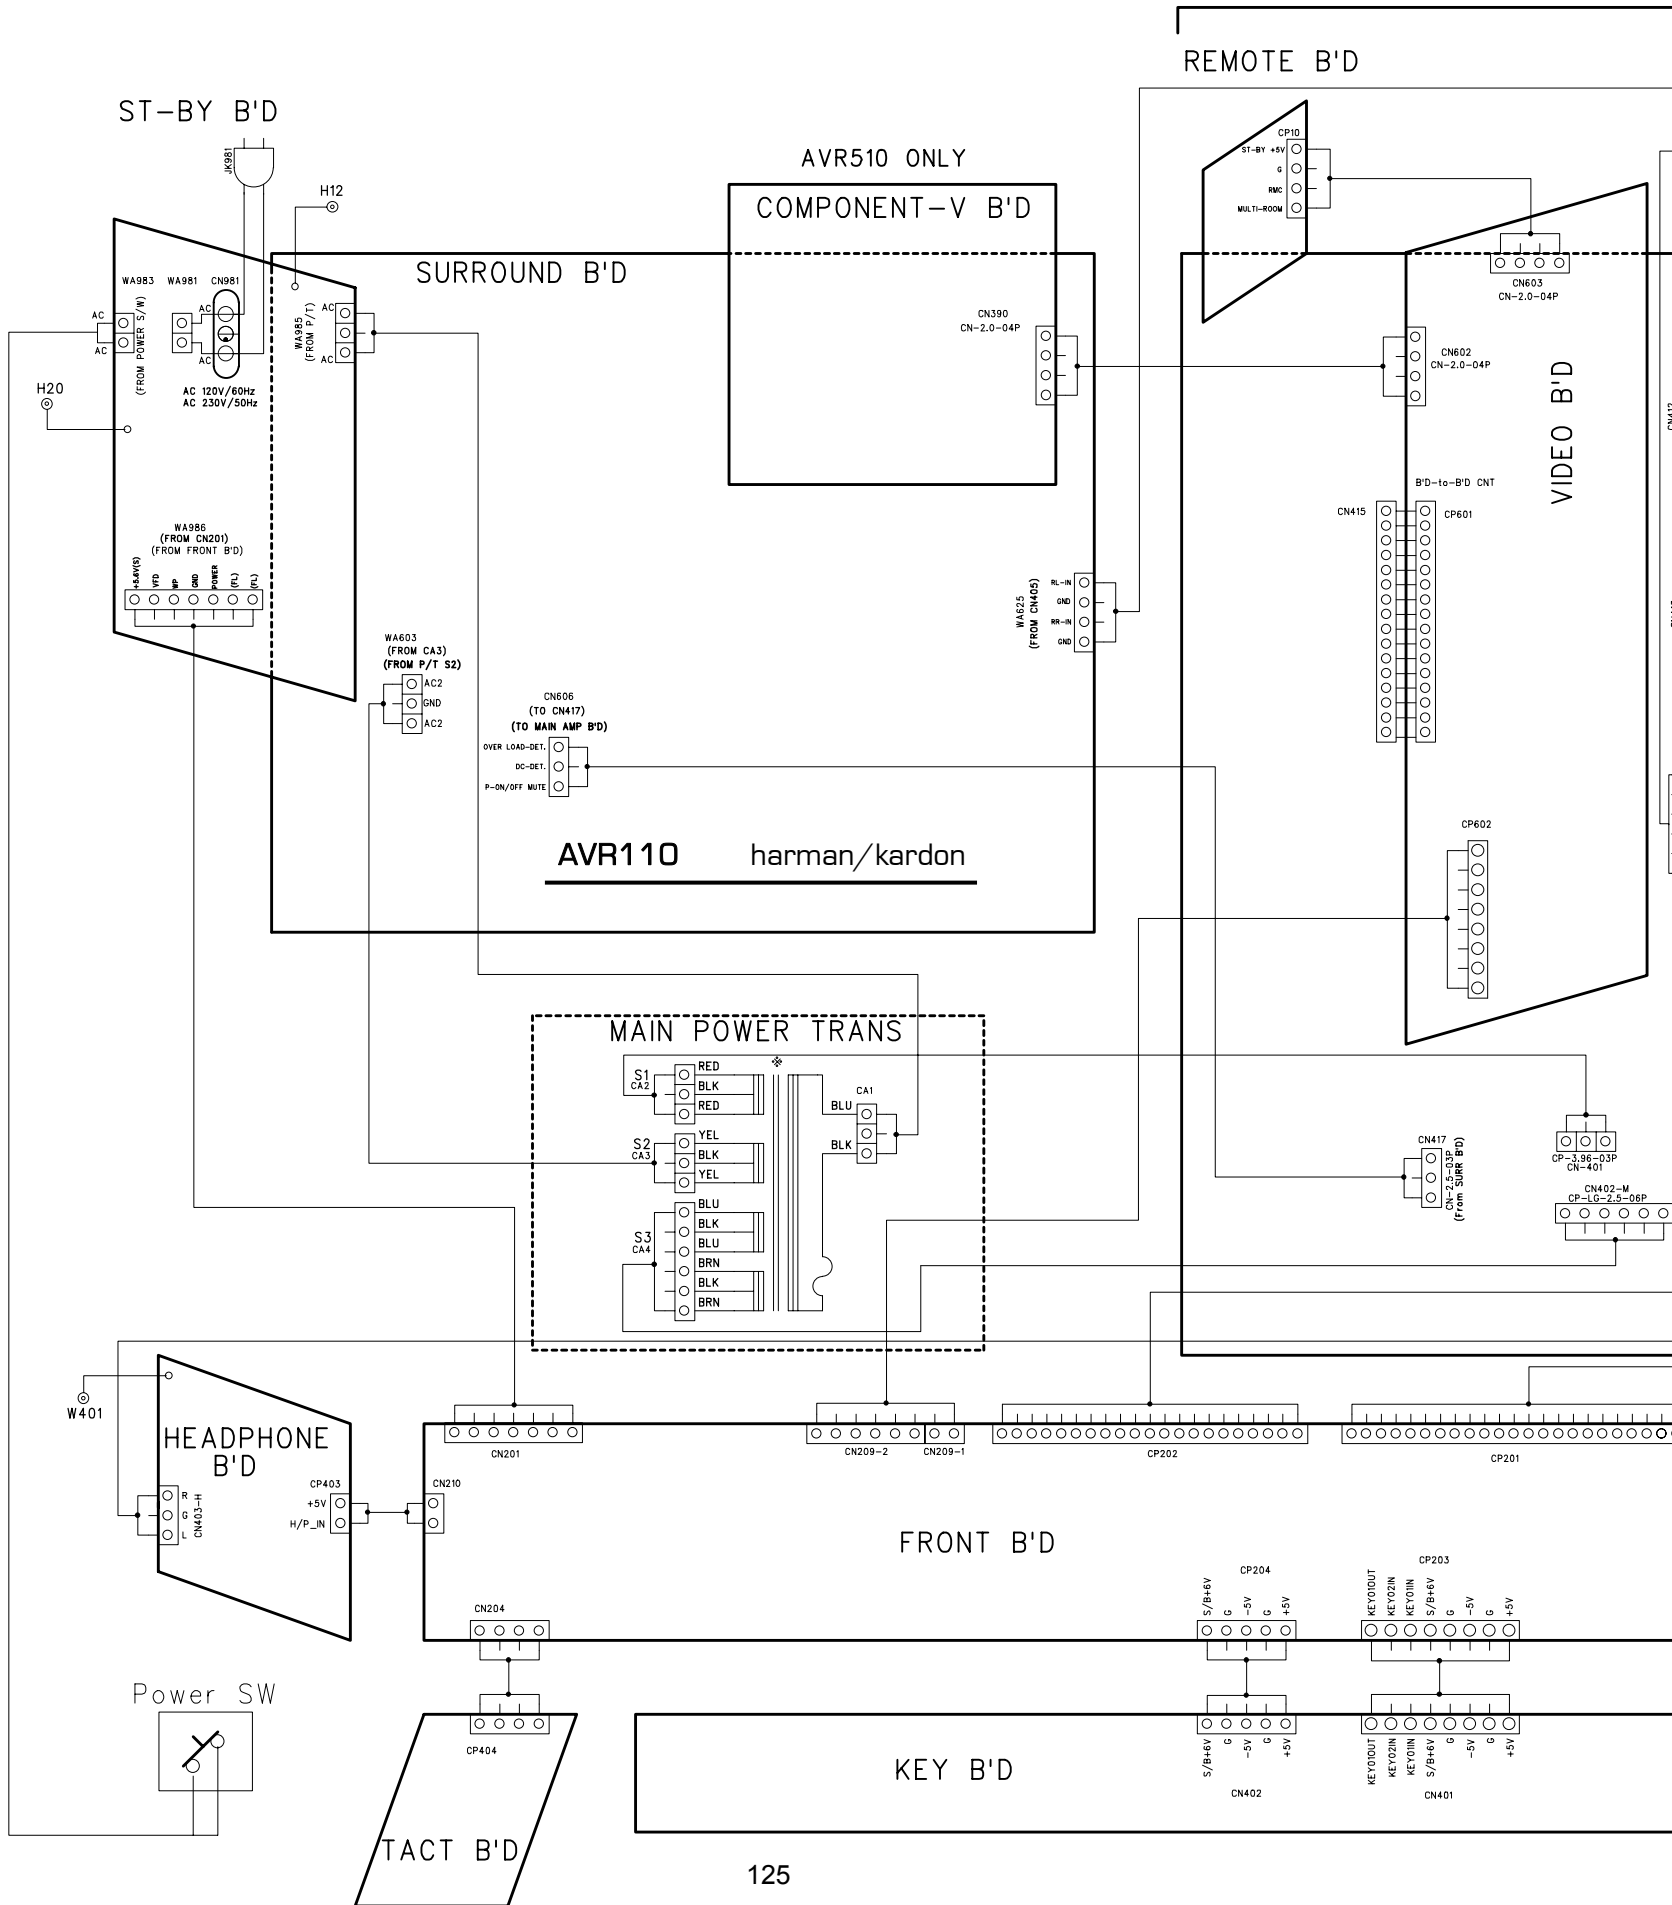 REMOTE B'D
ST-BY B'D
JK981
H12
AVR510 ONLY
COMPONENT-V B'D
SURROUND B'D
CP10
ST-BY +5V
G
RMC
MULTI-ROOM
WA983
WA981
CN981
AC
AC
(FROM POWER S/W)
AC
AC
AC 120V/60Hz
AC 230V/50Hz
WA985
(FROM P/T)
AC
AC
H20
CN390
CN-2.0-04P
CN603
CN-2.0-04P
CN602
CN-2.0-04P
VIDEO B'D
CN417
B'D-to-B'D CNT
CN415
CP601
WA986
(FROM CN201)
(FROM FRONT B'D)
+5.6V(S)
VFD
WP
GND
POWER
(FL)
(FL)
WA625
(FROM CN405)
RL-IN
GND
RR-IN
GND
WA603
(FROM CA3)
(FROM P/T S2)
AC2
GND
AC2
CN606
(TO CN417)
(TO MAIN AMP B'D)
OVER LOAD-DET.
DC-DET.
P-ON/OFF MUTE
AVR110 harman/kardon
CP602
MAIN POWER TRANS
※
S1
CA2
RED
BLK
RED
S2
CA3
YEL
BLK
YEL
S3
CA4
BLU
BLK
BLU
BRN
BLK
BRN
CA1
BLU
BLK
CN417
CN-2.5-03P
(From SURR B'D)
CP-3.96-03P
CN-401
CN402-M
CP-LG-2.5-06P
W401
HEADPHONE
B'D
R
G
L
CN403-H
CP403
+5V
H/P_IN
CN210
CN201
CN209-2
CN209-1
CP202
CP201
FRONT B'D
CN204
CP204
S/B+6V
G
-5V
G
+5V
CP203
KEY01OUT
KEY02IN
KEY01IN
S/B+6V
G
-5V
G
+5V
Power SW
CP404
TACT B'D
KEY B'D
S/B+6V
G
-5V
G
+5V
CN402
KEY01OUT
KEY02IN
KEY01IN
S/B+6V
G
-5V
G
+5V
CN401
125